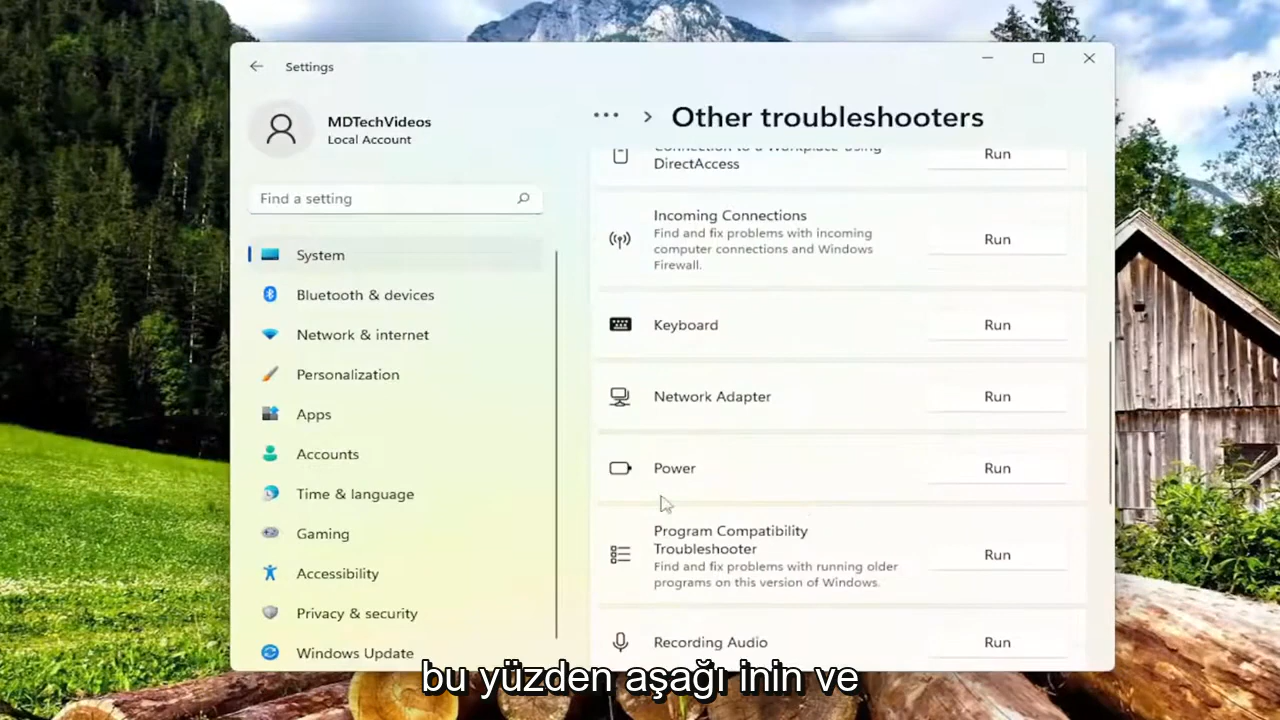 Settings
MDTechVideos
Local Account
Find a setting
System
Bluetooth & devices
Network & internet
Personalization
Apps
Accounts
Time & language
Gaming
Accessibility
Privacy & security
Windows Update
Other troubleshooters
Connection to a Workplace Using
DirectAccess
Run
Incoming Connections
Find and fix problems with incoming
computer connections and Windows
Firewall.
Run
Keyboard
Run
Network Adapter
Run
Power
Run
Program Compatibility
Troubleshooter
Find and fix problems with running older
programs on this version of Windows.
Run
Recording Audio
Run
bu yüzden aşağı inin ve